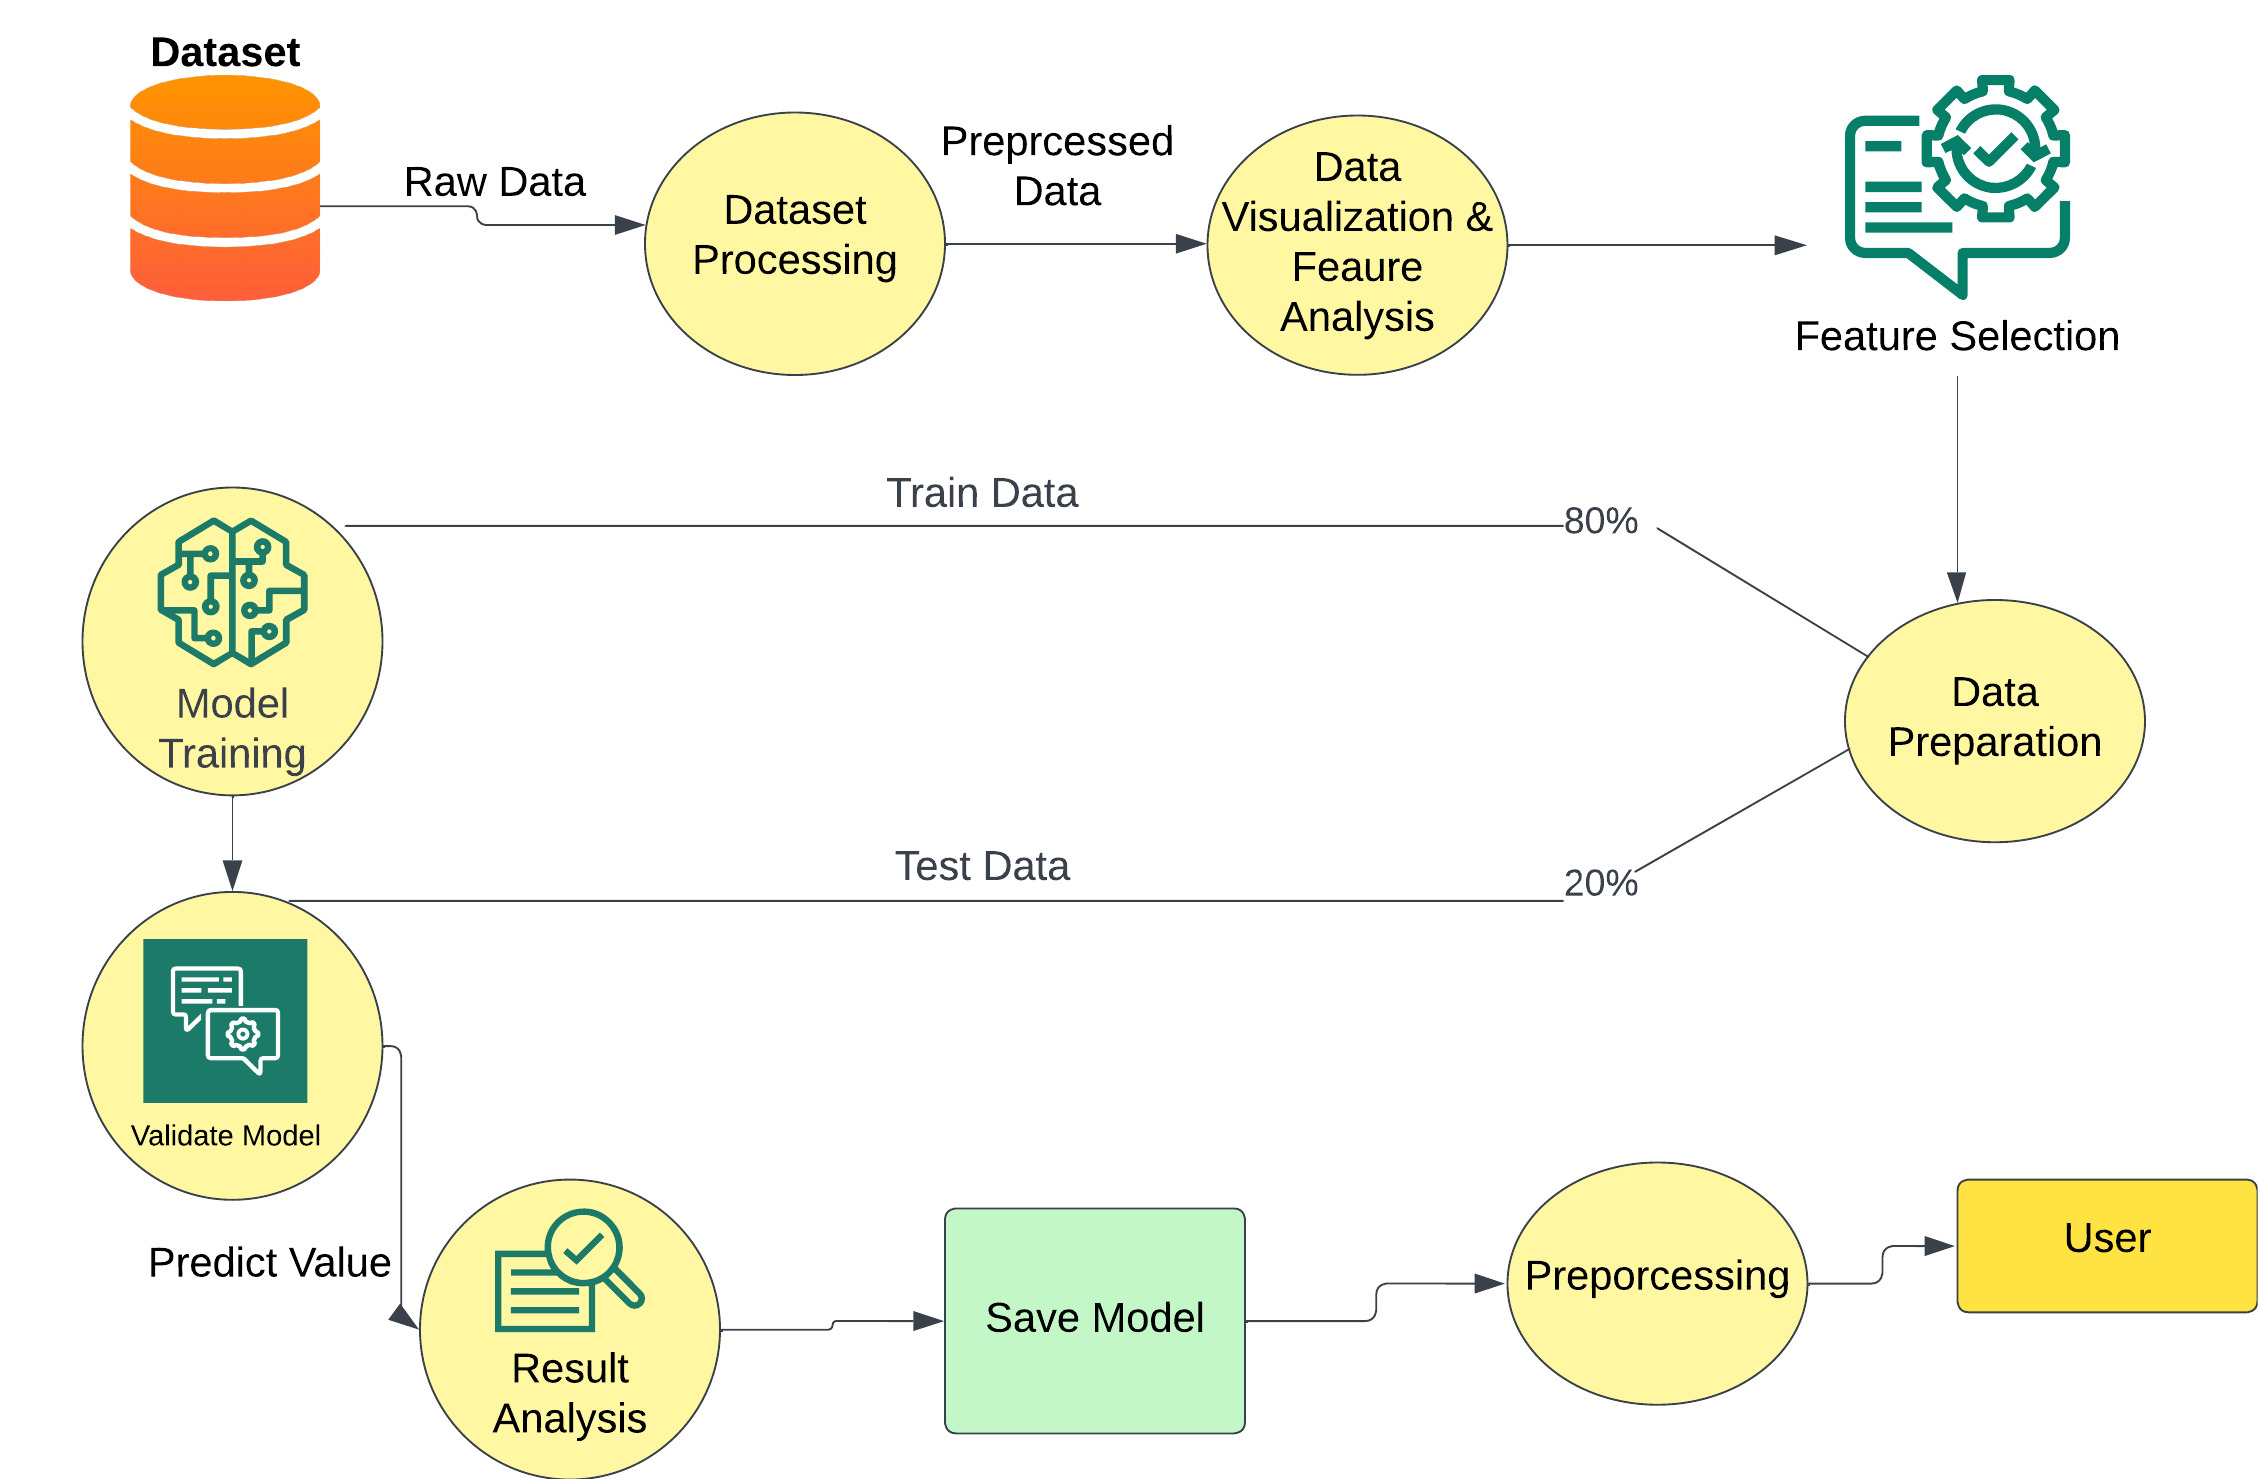 Dataset
Raw Data
Dataset
Processing
Preprcessed
Data
Data
Visualization &
Feaure
Analysis
Feature Selection
Train Data
80%
Model
Training
Data
Preparation
Test Data
20%
Validate Model
Predict Value
Result
Analysis
Save Model
Preporcessing
User